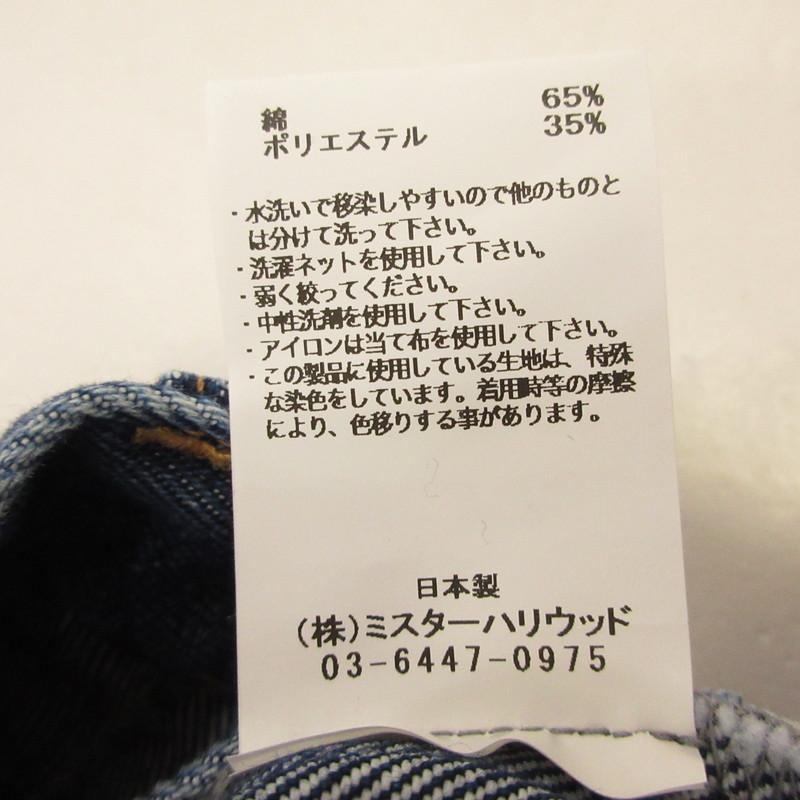 綿 65%
ポリエステル 35%
・水洗いで移染しやすいので他のものと
は分けて洗って下さい。
・洗濯ネットを使用して下さい。
・弱く絞ってください。
・中性洗剤を使用して下さい。
・アイロンは当て布を使用して下さい。
・この製品に使用している生地は、特殊
な染色をしています。着用時等の摩擦
により、色移りする事があります。
日本製
(株)ミスターハリウッド
03-6447-0975